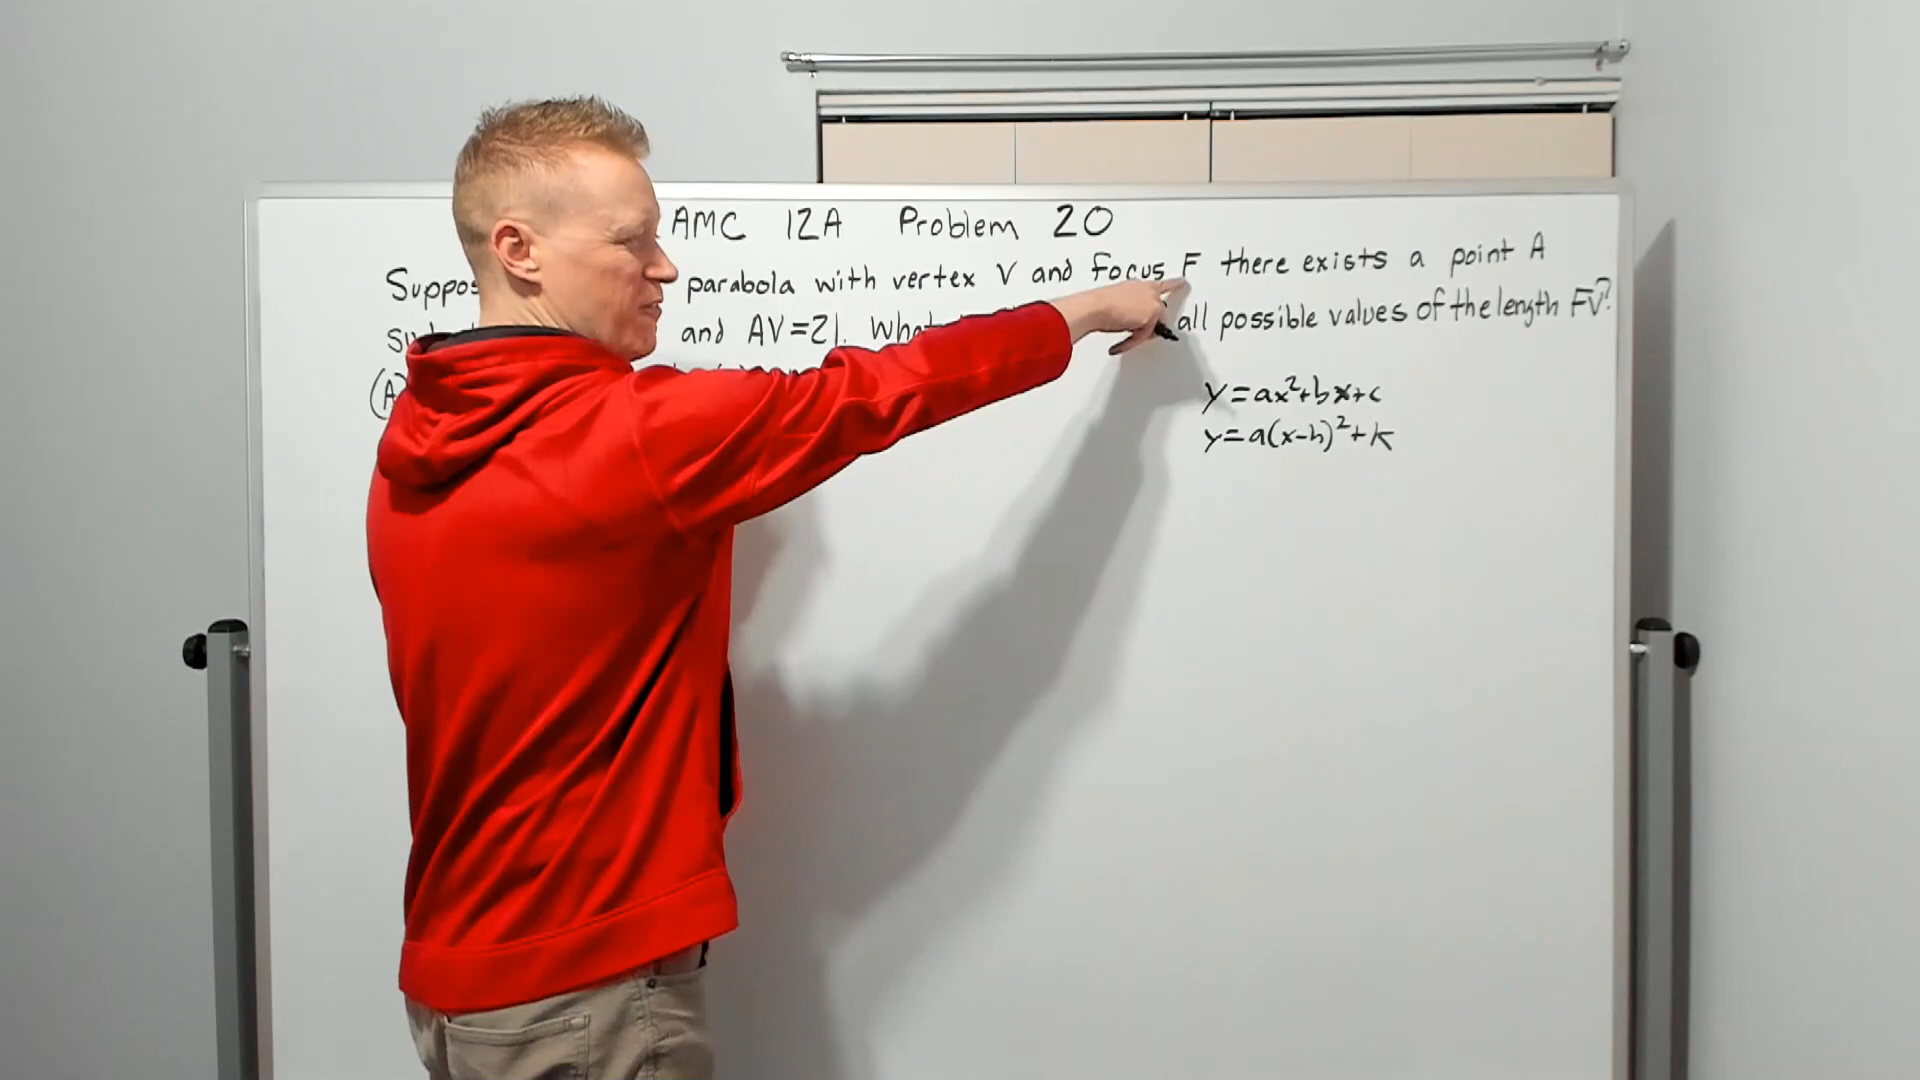 AMC 12A Problem 20
Suppos parabola with vertex V and focus F there exists a point A
su and AV=21. What all possible values of the length FV?
(A)
y=ax²+bx+c
y=a(x-h)²+k